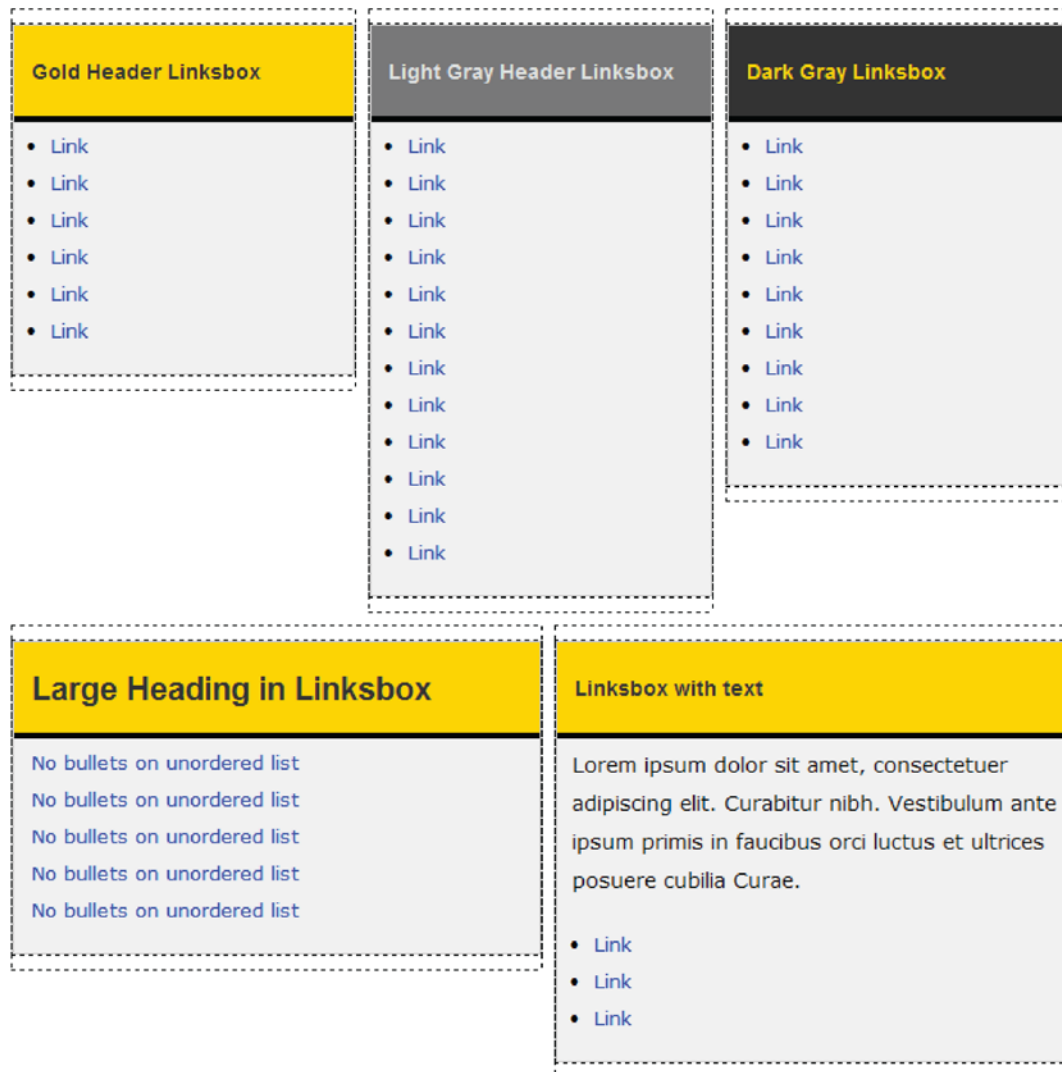 Gold Header Linksbox
• Link
• Link
• Link
• Link
• Link
• Link
Light Gray Header Linksbox
• Link
• Link
• Link
• Link
• Link
• Link
• Link
• Link
• Link
• Link
• Link
• Link
Dark Gray Linksbox
• Link
• Link
• Link
• Link
• Link
• Link
• Link
• Link
• Link
Large Heading in Linksbox
No bullets on unordered list
No bullets on unordered list
No bullets on unordered list
No bullets on unordered list
No bullets on unordered list
Linksbox with text
Lorem ipsum dolor sit amet, consectetuer
adipiscing elit. Curabitur nibh. Vestibulum ante
ipsum primis in faucibus orci luctus et ultrices
posuere cubilia Curae.
• Link
• Link
• Link